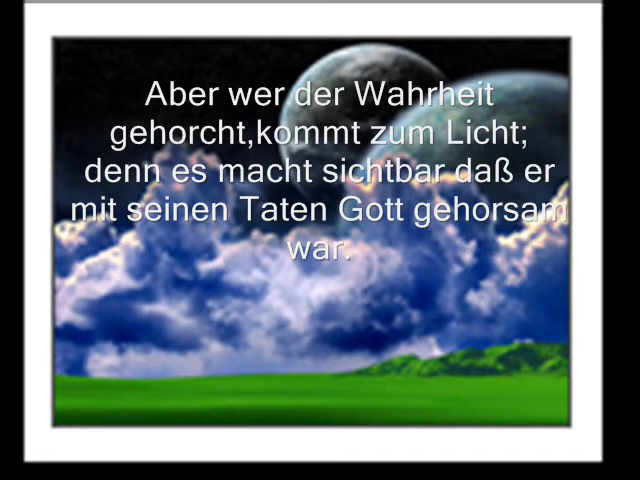 Aber wer der Wahrheit
gehorcht,kommt zum Licht;
denn es macht sichtbar daß er
mit seinen Taten Gott gehorsam
war.